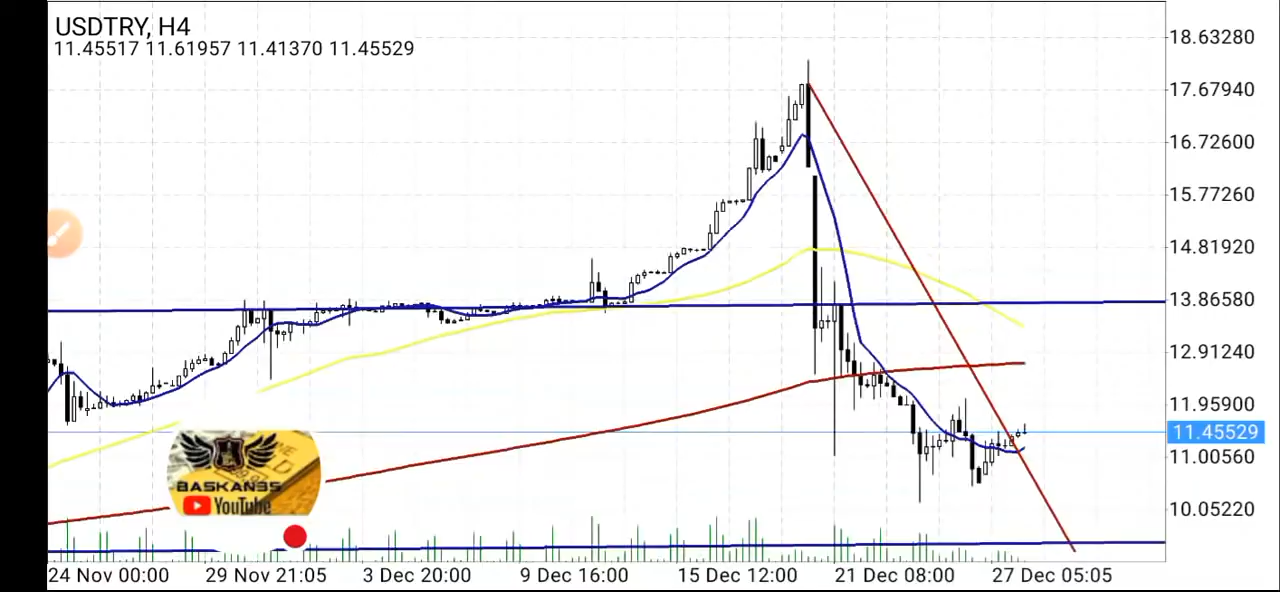 USDTRY, H4
11.45517 11.61957 11.41370 11.45529
18.63280
17.67940
16.72600
15.77260
14.81920
13.86580
12.91240
11.95900
11.45529
11.00560
10.05220
BASKAN35
YouTube
24 Nov 00:00 29 Nov 21:05 3 Dec 20:00 9 Dec 16:00 15 Dec 12:00 21 Dec 08:00 27 Dec 05:05